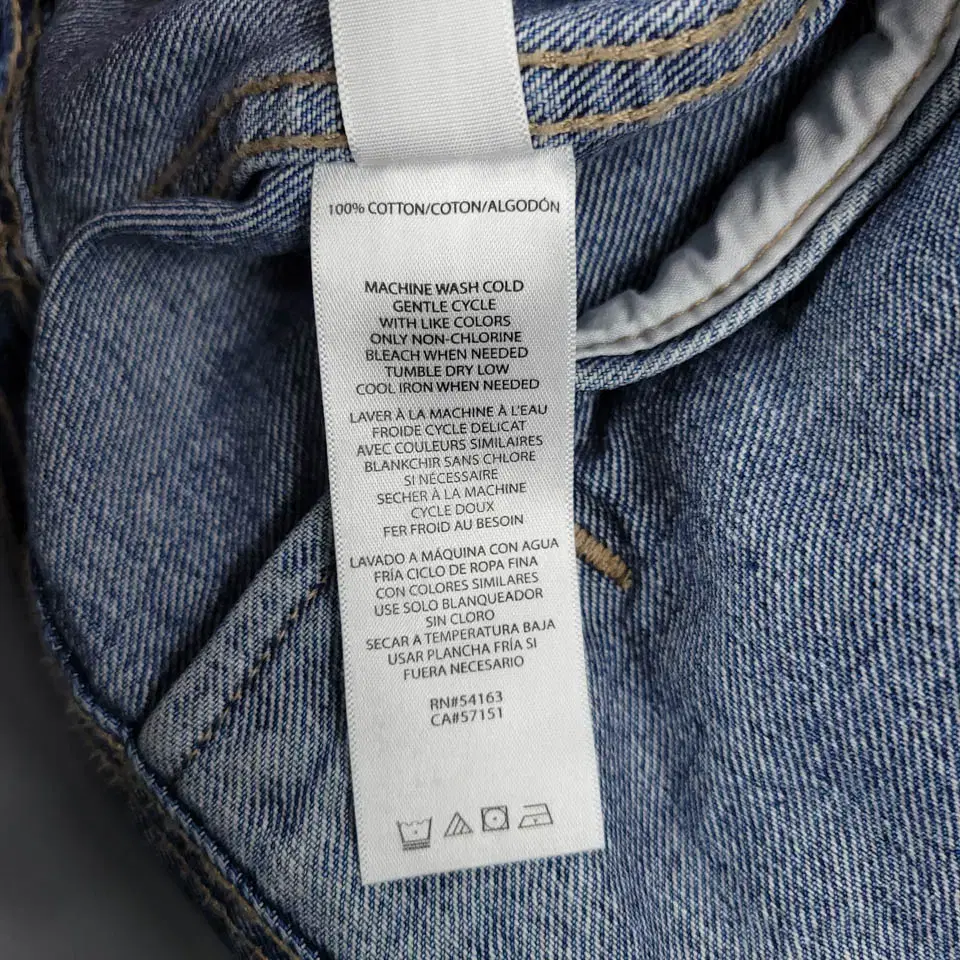 100% COTTON/COTON/ALGODÓN
MACHINE WASH COLD
GENTLE CYCLE
WITH LIKE COLORS
ONLY NON-CHLORINE
BLEACH WHEN NEEDED
TUMBLE DRY LOW
COOL IRON WHEN NEEDED
LAVER À LA MACHINE À L'EAU
FROIDE CYCLE DELICAT
AVEC COULEURS SIMILAIRES
BLANKCHIR SANS CHLORE
SI NÉCESSAIRE
SECHER À LA MACHINE
CYCLE DOUX
FER FROID AU BESOIN
LAVADO A MÁQUINA CON AGUA
FRÍA CICLO DE ROPA FINA
CON COLORES SIMILARES
USE SOLO BLANQUEADOR
SIN CLORO
SECAR A TEMPERATURA BAJA
USAR PLANCHA FRÍA SI
FUERA NECESARIO
RN#54163
CA#57151